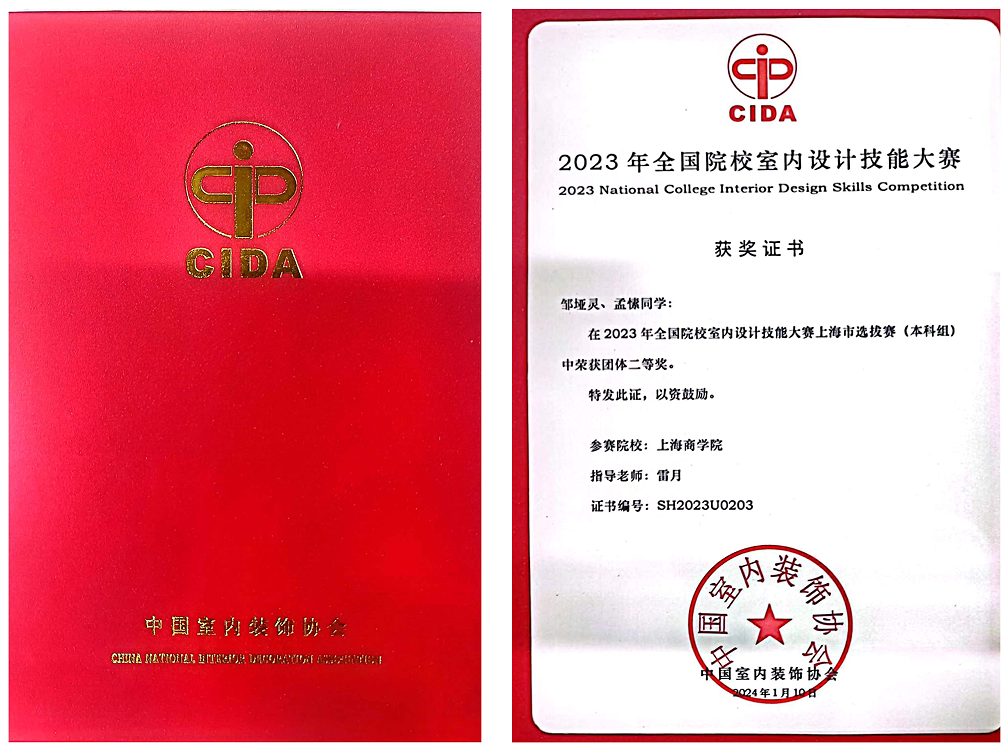 CIDA
中国室内装饰协会
CHINA NATIONAL INTERIOR DECORATION ASSOCIATION
CIDA
2023 年全国院校室内设计技能大赛
2023 National College Interior Design Skills Competition
获奖证书
邹垭灵、孟愫同学：
在 2023 年全国院校室内设计技能大赛上海市选拔赛（本科组）
中荣获团体二等奖。
特发此证，以资鼓励。
参赛院校：上海商学院
指导老师：雷月
证书编号：SH2023U0203
中国室内装饰协会
中国室内装饰协会
2024 年 1 月 10 日